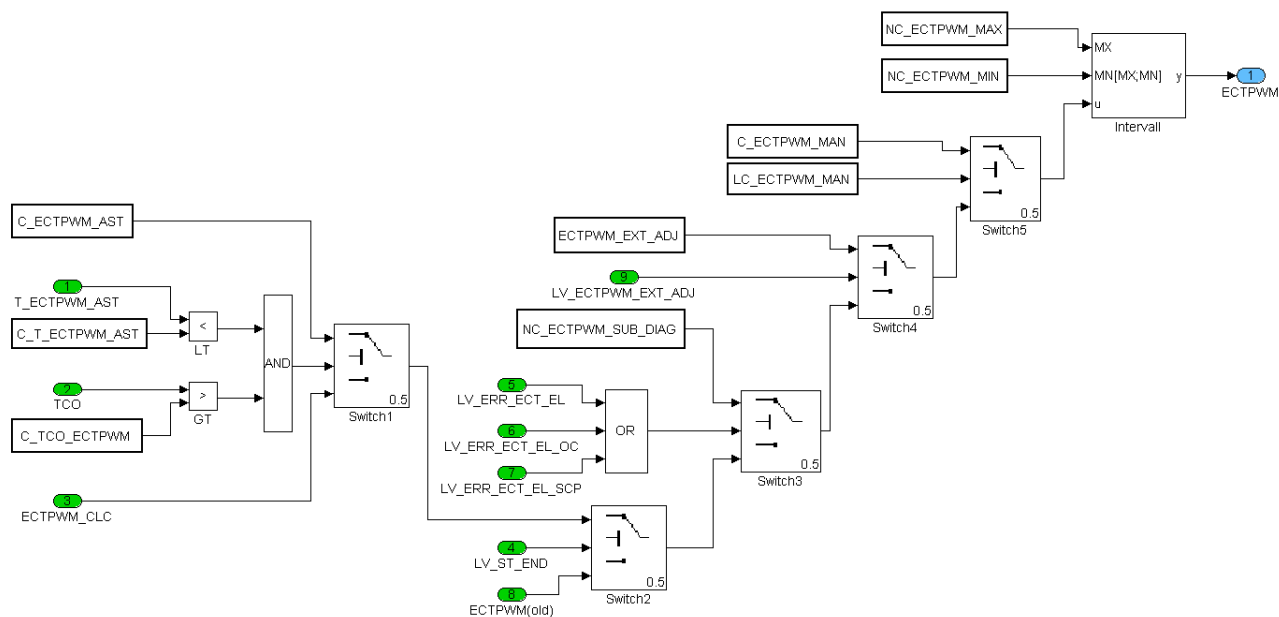 NC_ECTPWM_MAX
MX
NC_ECTPWM_MIN
MN[MX;MN]
y
1
ECTPWM
u
Intervall
C_ECTPWM_MAN
LC_ECTPWM_MAN
0.5
Switch5
C_ECTPWM_AST
ECTPWM_EXT_ADJ
9
LV_ECTPWM_EXT_ADJ
0.5
Switch4
1
T_ECTPWM_AST
C_T_ECTPWM_AST
<
LT
NC_ECTPWM_SUB_DIAG
AND
2
TCO
>
GT
C_TCO_ECTPWM
0.5
Switch1
5
LV_ERR_ECT_EL
6
LV_ERR_ECT_EL_OC
7
LV_ERR_ECT_EL_SCP
OR
0.5
Switch3
3
ECTPWM_CLC
4
LV_ST_END
8
ECTPWM(old)
0.5
Switch2